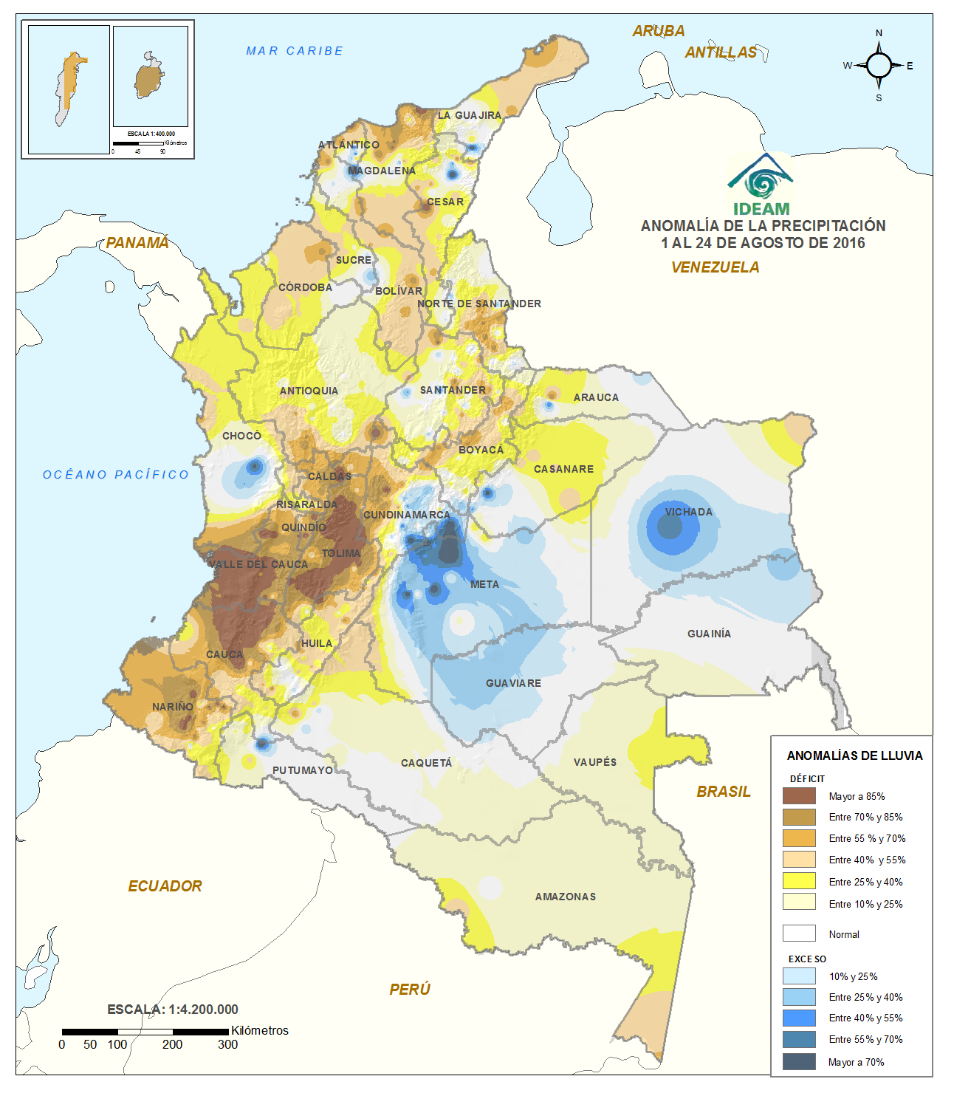 ARUBA
ANTILLAS
MAR CARIBE
N
W
E
S
ESCALA 1:400.000
Kilómetros
0 45 90
LA GUAJIRA
ATLÁNTICO
MAGDALENA
CESAR
IDEAM
ANOMALÍA DE LA PRECIPITACIÓN
1 AL 24 DE AGOSTO DE 2016
PANAMÁ
VENEZUELA
SUCRE
CÓRDOBA
BOLÍVAR
NORTE DE SANTANDER
ANTIOQUIA
SANTANDER
ARAUCA
CHOCÓ
BOYACÁ
OCÉANO PACÍFICO
CASANARE
CALDAS
RISARALDA
CUNDINAMARCA
VICHADA
QUINDÍO
TOLIMA
VALLE DEL CAUCA
META
GUAINÍA
HUILA
CAUCA
GUAVIARE
NARIÑO
PUTUMAYO
CAQUETÁ
VAUPÉS
BRASIL
ECUADOR
AMAZONAS
PERÚ
ANOMALÍAS DE LLUVIA
DÉFICIT
Mayor a 85%
Entre 70% y 85%
Entre 55 % y 70%
Entre 40% y 55%
Entre 25% y 40%
Entre 10% y 25%
Normal
EXCESO
10% y 25%
Entre 25% y 40%
Entre 40% y 55%
Entre 55% y 70%
Mayor a 70%
ESCALA: 1:4.200.000
Kilómetros
0 50 100 200 300